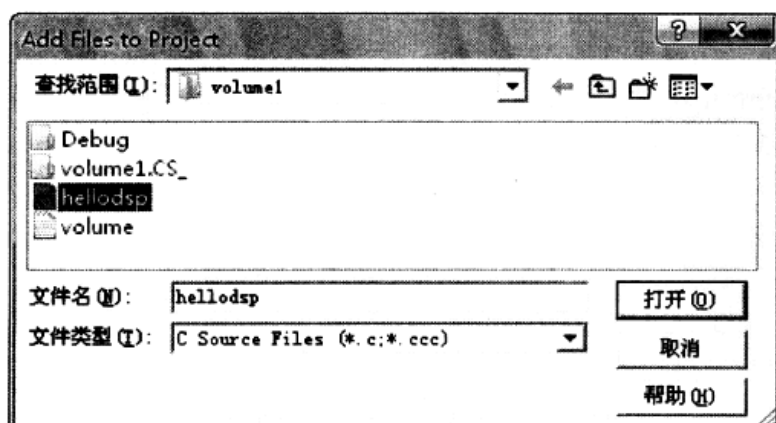 Add Files to Project
查找范围(I): volume1
Debug
volume1.CS_
hellodsp
volume
文件名(N): hellodsp 打开(O)
文件类型(T): C Source Files (*.c;*.ccc) 取消
帮助(H)